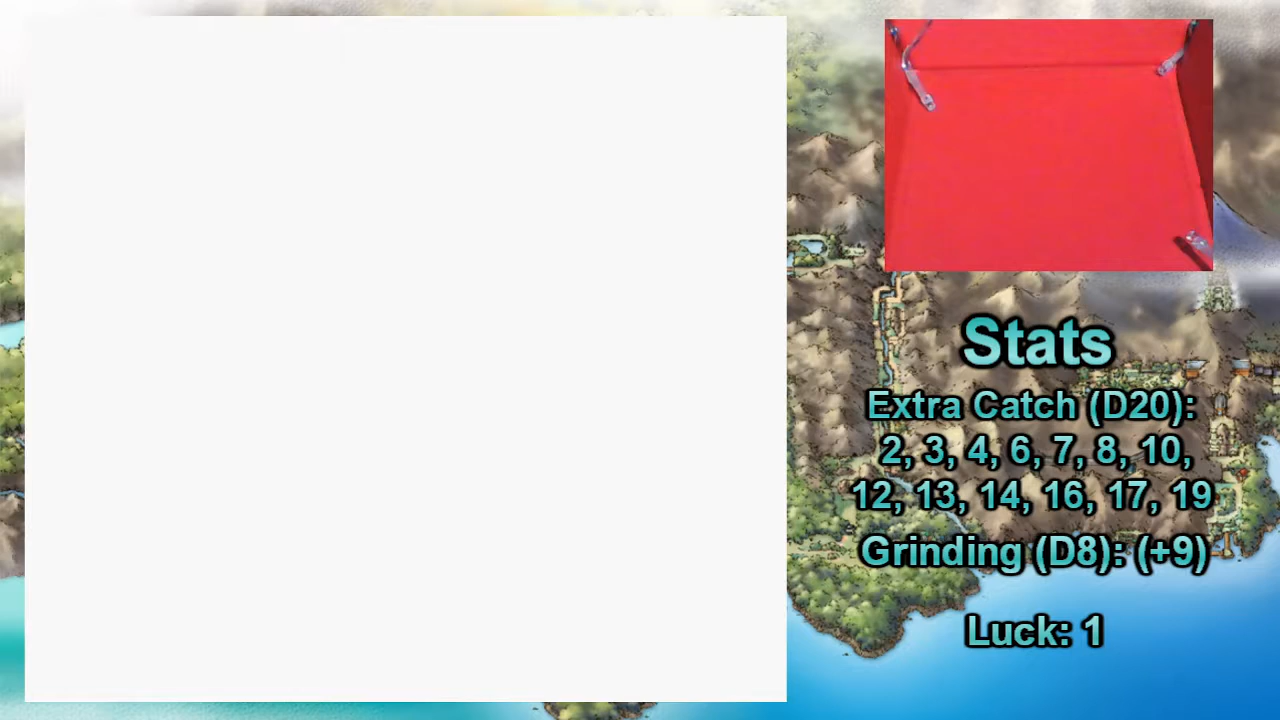 Stats
Extra Catch (D20):
2, 3, 4, 6, 7, 8, 10,
12, 13, 14, 16, 17, 19
Grinding (D8): (+9)
Luck: 1